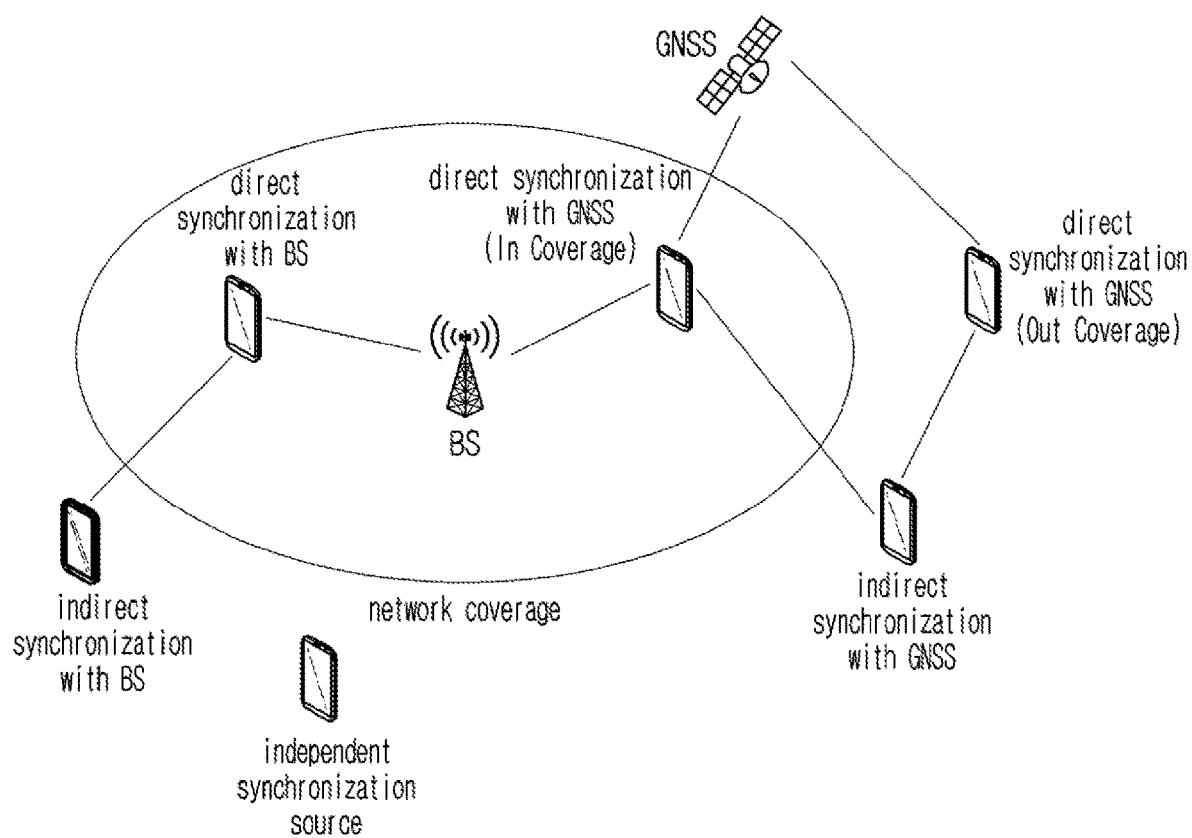 GNSS
direct
synchronization
with BS
direct synchronization
with GNSS
(In Coverage)
direct
synchronization
with GNSS
(Out Coverage)
BS
indirect
synchronization
with BS
network coverage
indirect
synchronization
with GNSS
independent
synchronization
source